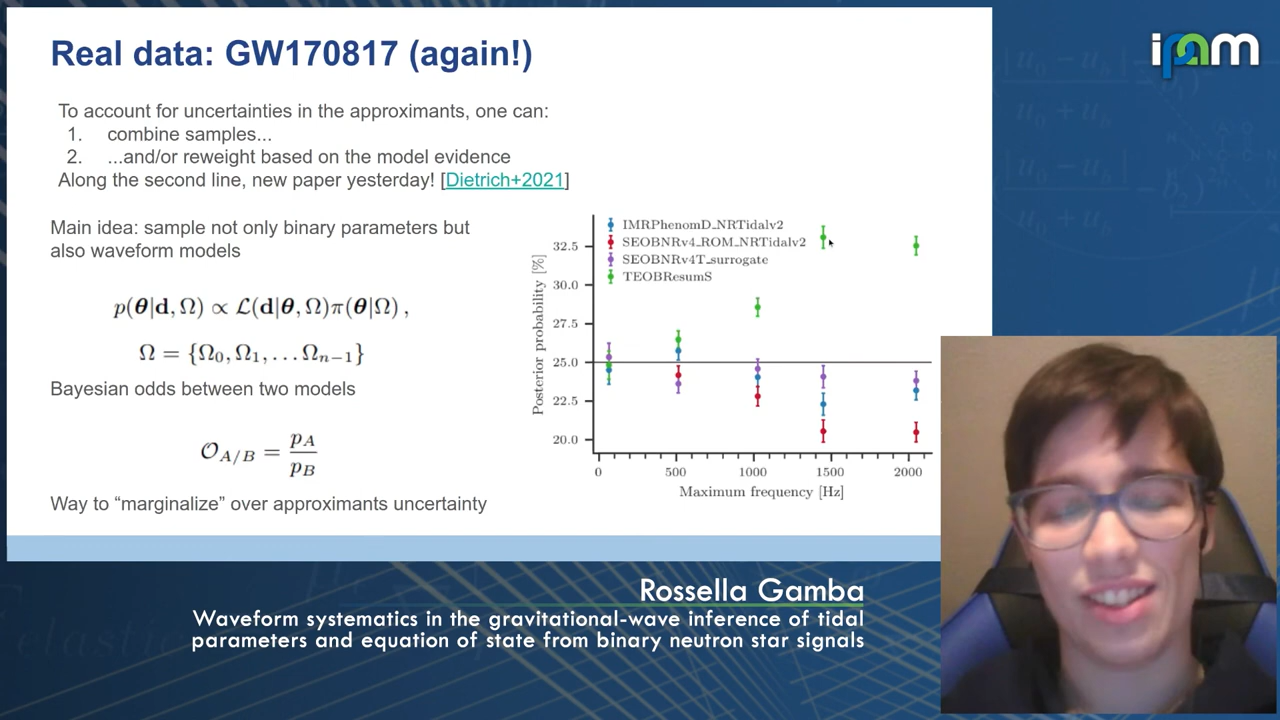 Real data: GW170817 (again!)
ipam
To account for uncertainties in the approximants, one can:
1. combine samples...
2. ...and/or reweight based on the model evidence
Along the second line, new paper yesterday! [Dietrich+2021]
Main idea: sample not only binary parameters but
also waveform models
p(θ|d, Ω) ∝ ℒ(d|θ, Ω)π(θ|Ω) ,
Ω = {Ω₀, Ω₁, … Ωₙ₋₁}
Bayesian odds between two models
𝒪_A/B = p_A / p_B
Way to “marginalize” over approximants uncertainty
IMRPhenomD_NRTidalv2
SEOBNRv4_ROM_NRTidalv2
SEOBNRv4T_surrogate
TEOBResumS
Posterior probability [%]
32.5
30.0
27.5
25.0
22.5
20.0
0 500 1000 1500 2000
Maximum frequency [Hz]
Rossella Gamba
Waveform systematics in the gravitational-wave inference of tidal
parameters and equation of state from binary neutron star signals